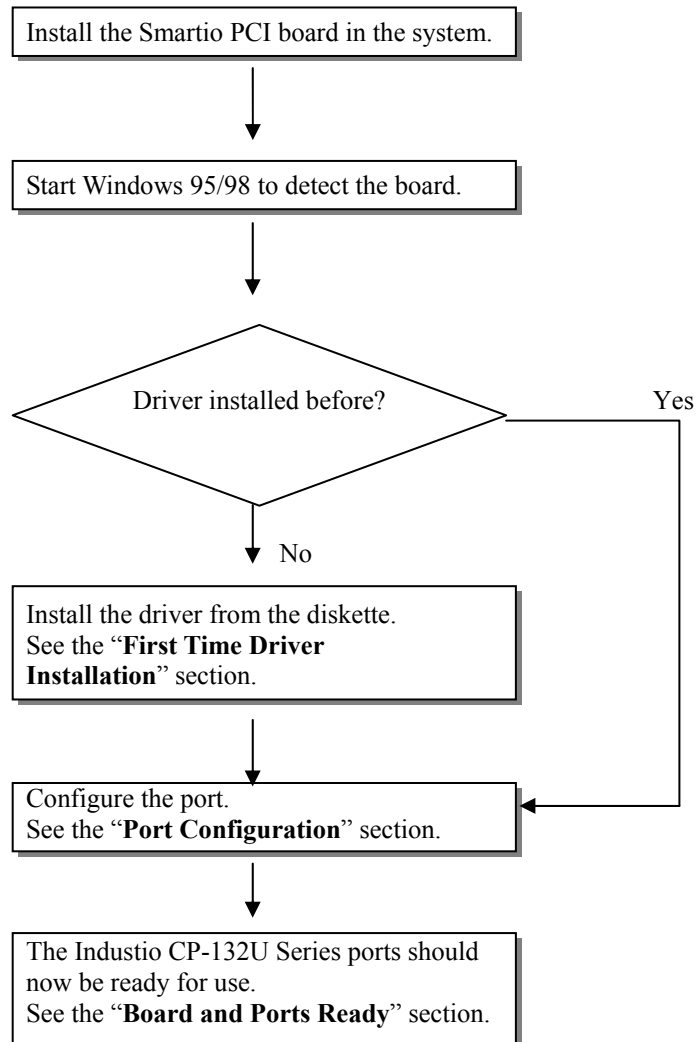 Install the Smartio PCI board in the system.
Start Windows 95/98 to detect the board.
Driver installed before?
Yes
No
Install the driver from the diskette.
See the “First Time Driver
Installation” section.
Configure the port.
See the “Port Configuration” section.
The Industio CP-132U Series ports should
now be ready for use.
See the “Board and Ports Ready” section.